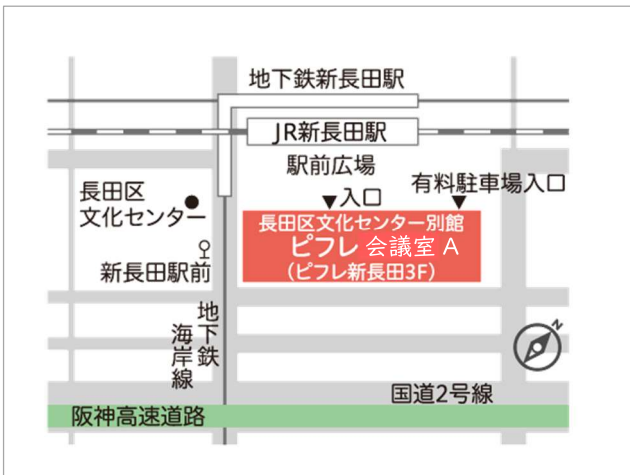 地下鉄新長田駅
JR新長田駅
駅前広場
入口
有料駐車場入口
長田区
文化センター
長田区文化センター別館
ピフレ 会議室 A
(ピフレ新長田3F)
新長田駅前
地下鉄
海岸線
N
国道2号線
阪神高速道路